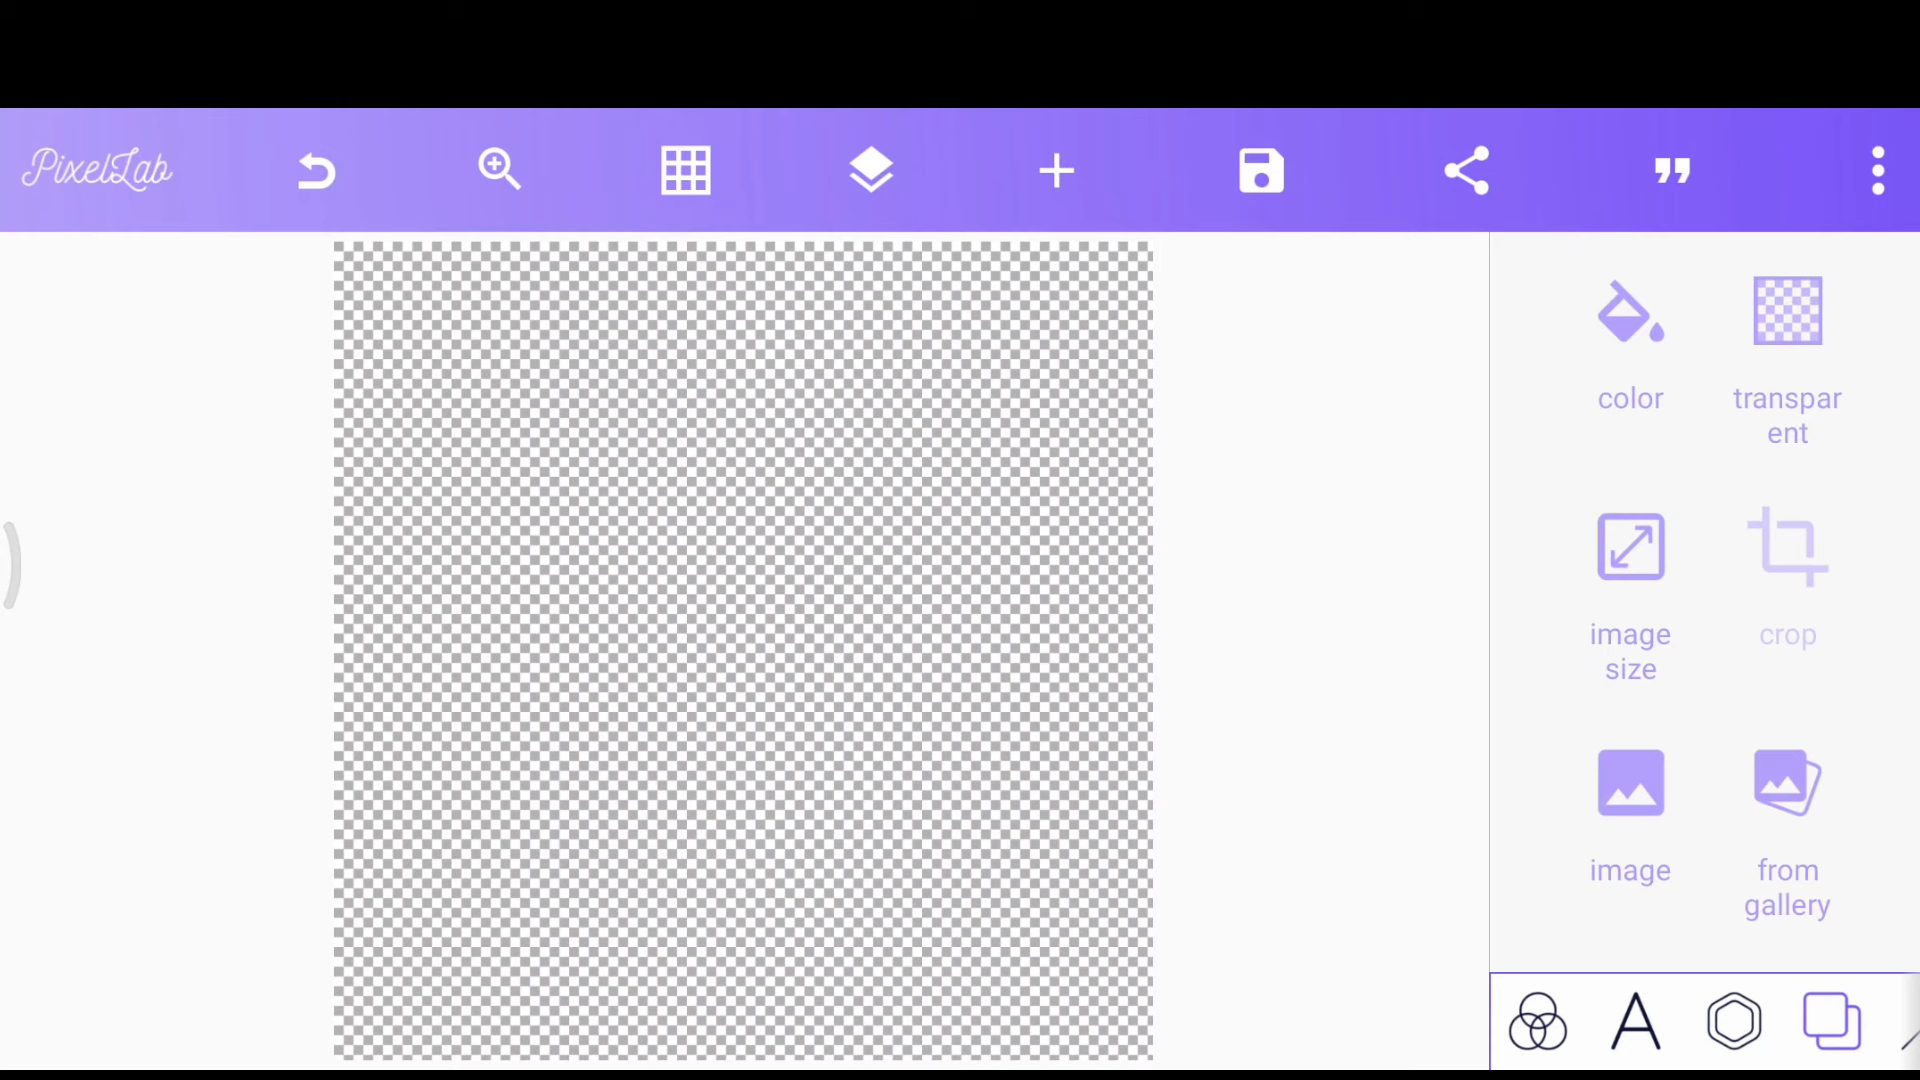 PixelLab
color
transpar
ent
image
size
crop
image
from
gallery